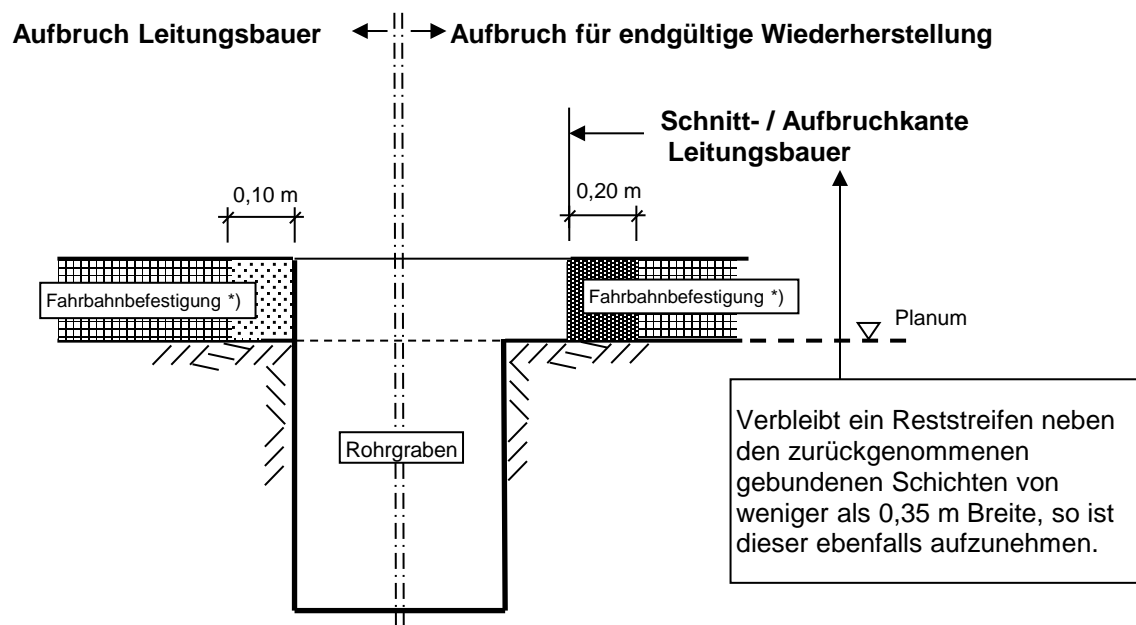 Aufbruch Leitungsbauer
Aufbruch für endgültige Wiederherstellung
Schnitt- / Aufbruchkante
Leitungsbauer
0,10 m
0,20 m
Fahrbahnbefestigung *)
Fahrbahnbefestigung *)
Planum
Rohrgraben
Verbleibt ein Reststreifen neben
den zurückgenommenen
gebundenen Schichten von
weniger als 0,35 m Breite, so ist
dieser ebenfalls aufzunehmen.